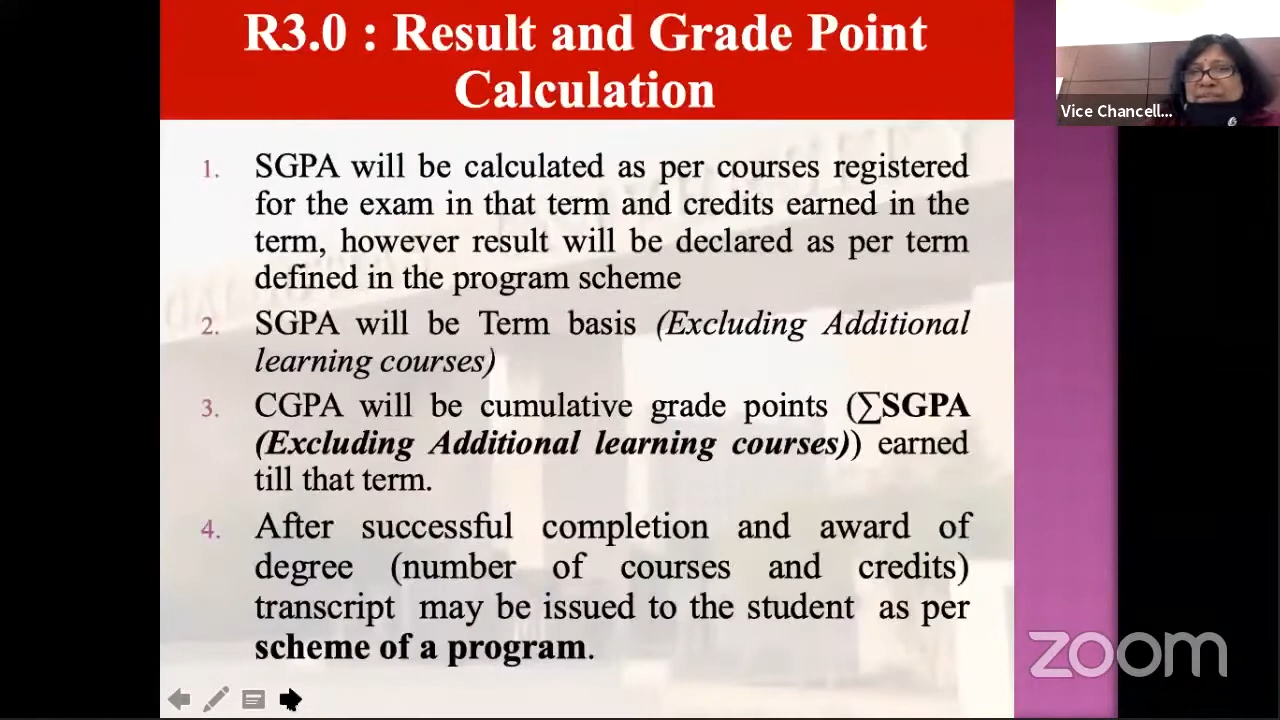 R3.0 : Result and Grade Point
Calculation
Vice Chancell...
1. SGPA will be calculated as per courses registered
for the exam in that term and credits earned in the
term, however result will be declared as per term
defined in the program scheme
2. SGPA will be Term basis (Excluding Additional
learning courses)
3. CGPA will be cumulative grade points (∑SGPA
(Excluding Additional learning courses)) earned
till that term.
4. After successful completion and award of
degree (number of courses and credits)
transcript may be issued to the student as per
scheme of a program.
zoom